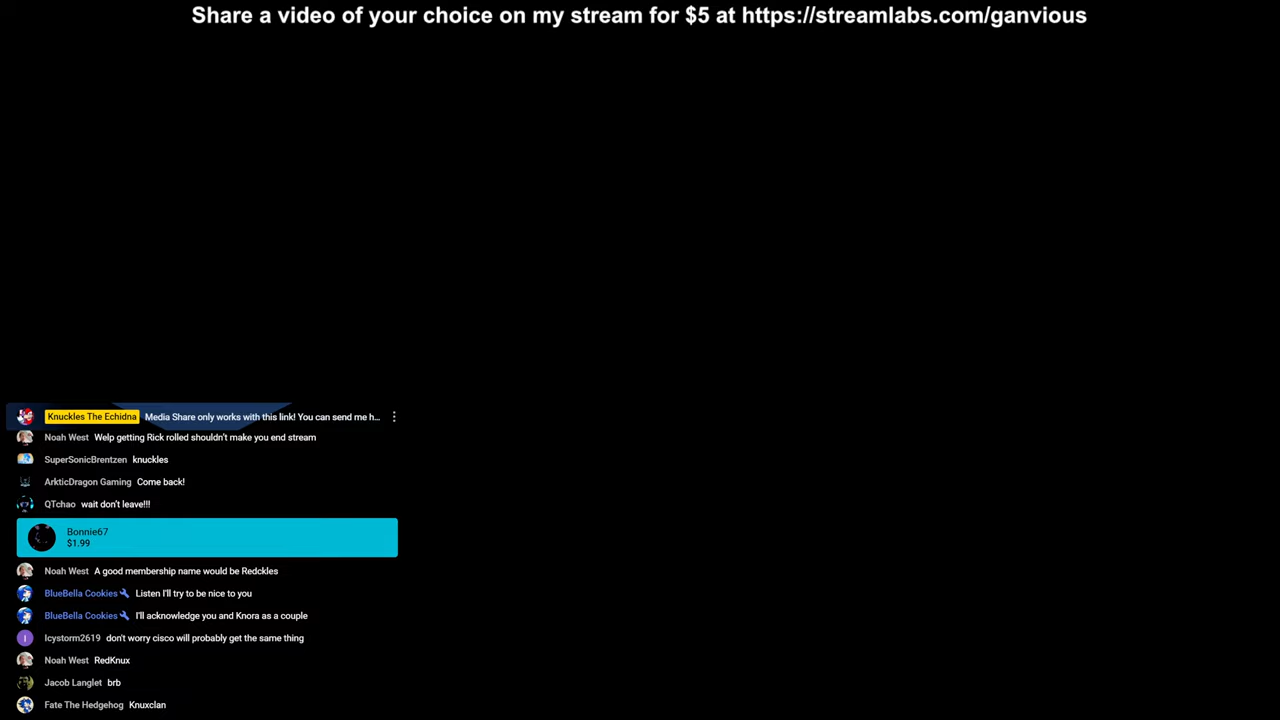 Share a video of your choice on my stream for $5 at https://streamlabs.com/ganvious
Knuckles The Echidna Media Share only works with this link! You can send me h...
Noah West Welp getting Rick rolled shouldn't make you end stream
SuperSonicBrentzen knuckles
ArkticDragon Gaming Come back!
QTchao wait don't leave!!!
Bonnie67
$1.99
Noah West A good membership name would be Redckles
BlueBella Cookies Listen I'll try to be nice to you
BlueBella Cookies I'll acknowledge you and Knora as a couple
I Icystorm2619 don't worry cisco will probably get the same thing
Noah West RedKnux
Jacob Langlet brb
Fate The Hedgehog Knuxclan